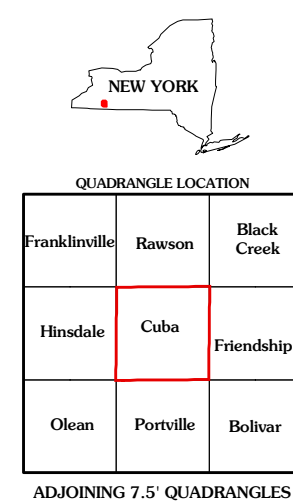 NEW YORK
QUADRANGLE LOCATION
Franklinville Rawson Black
Creek
Hinsdale Cuba Friendship
Olean Portville Bolivar
ADJOINING 7.5' QUADRANGLES